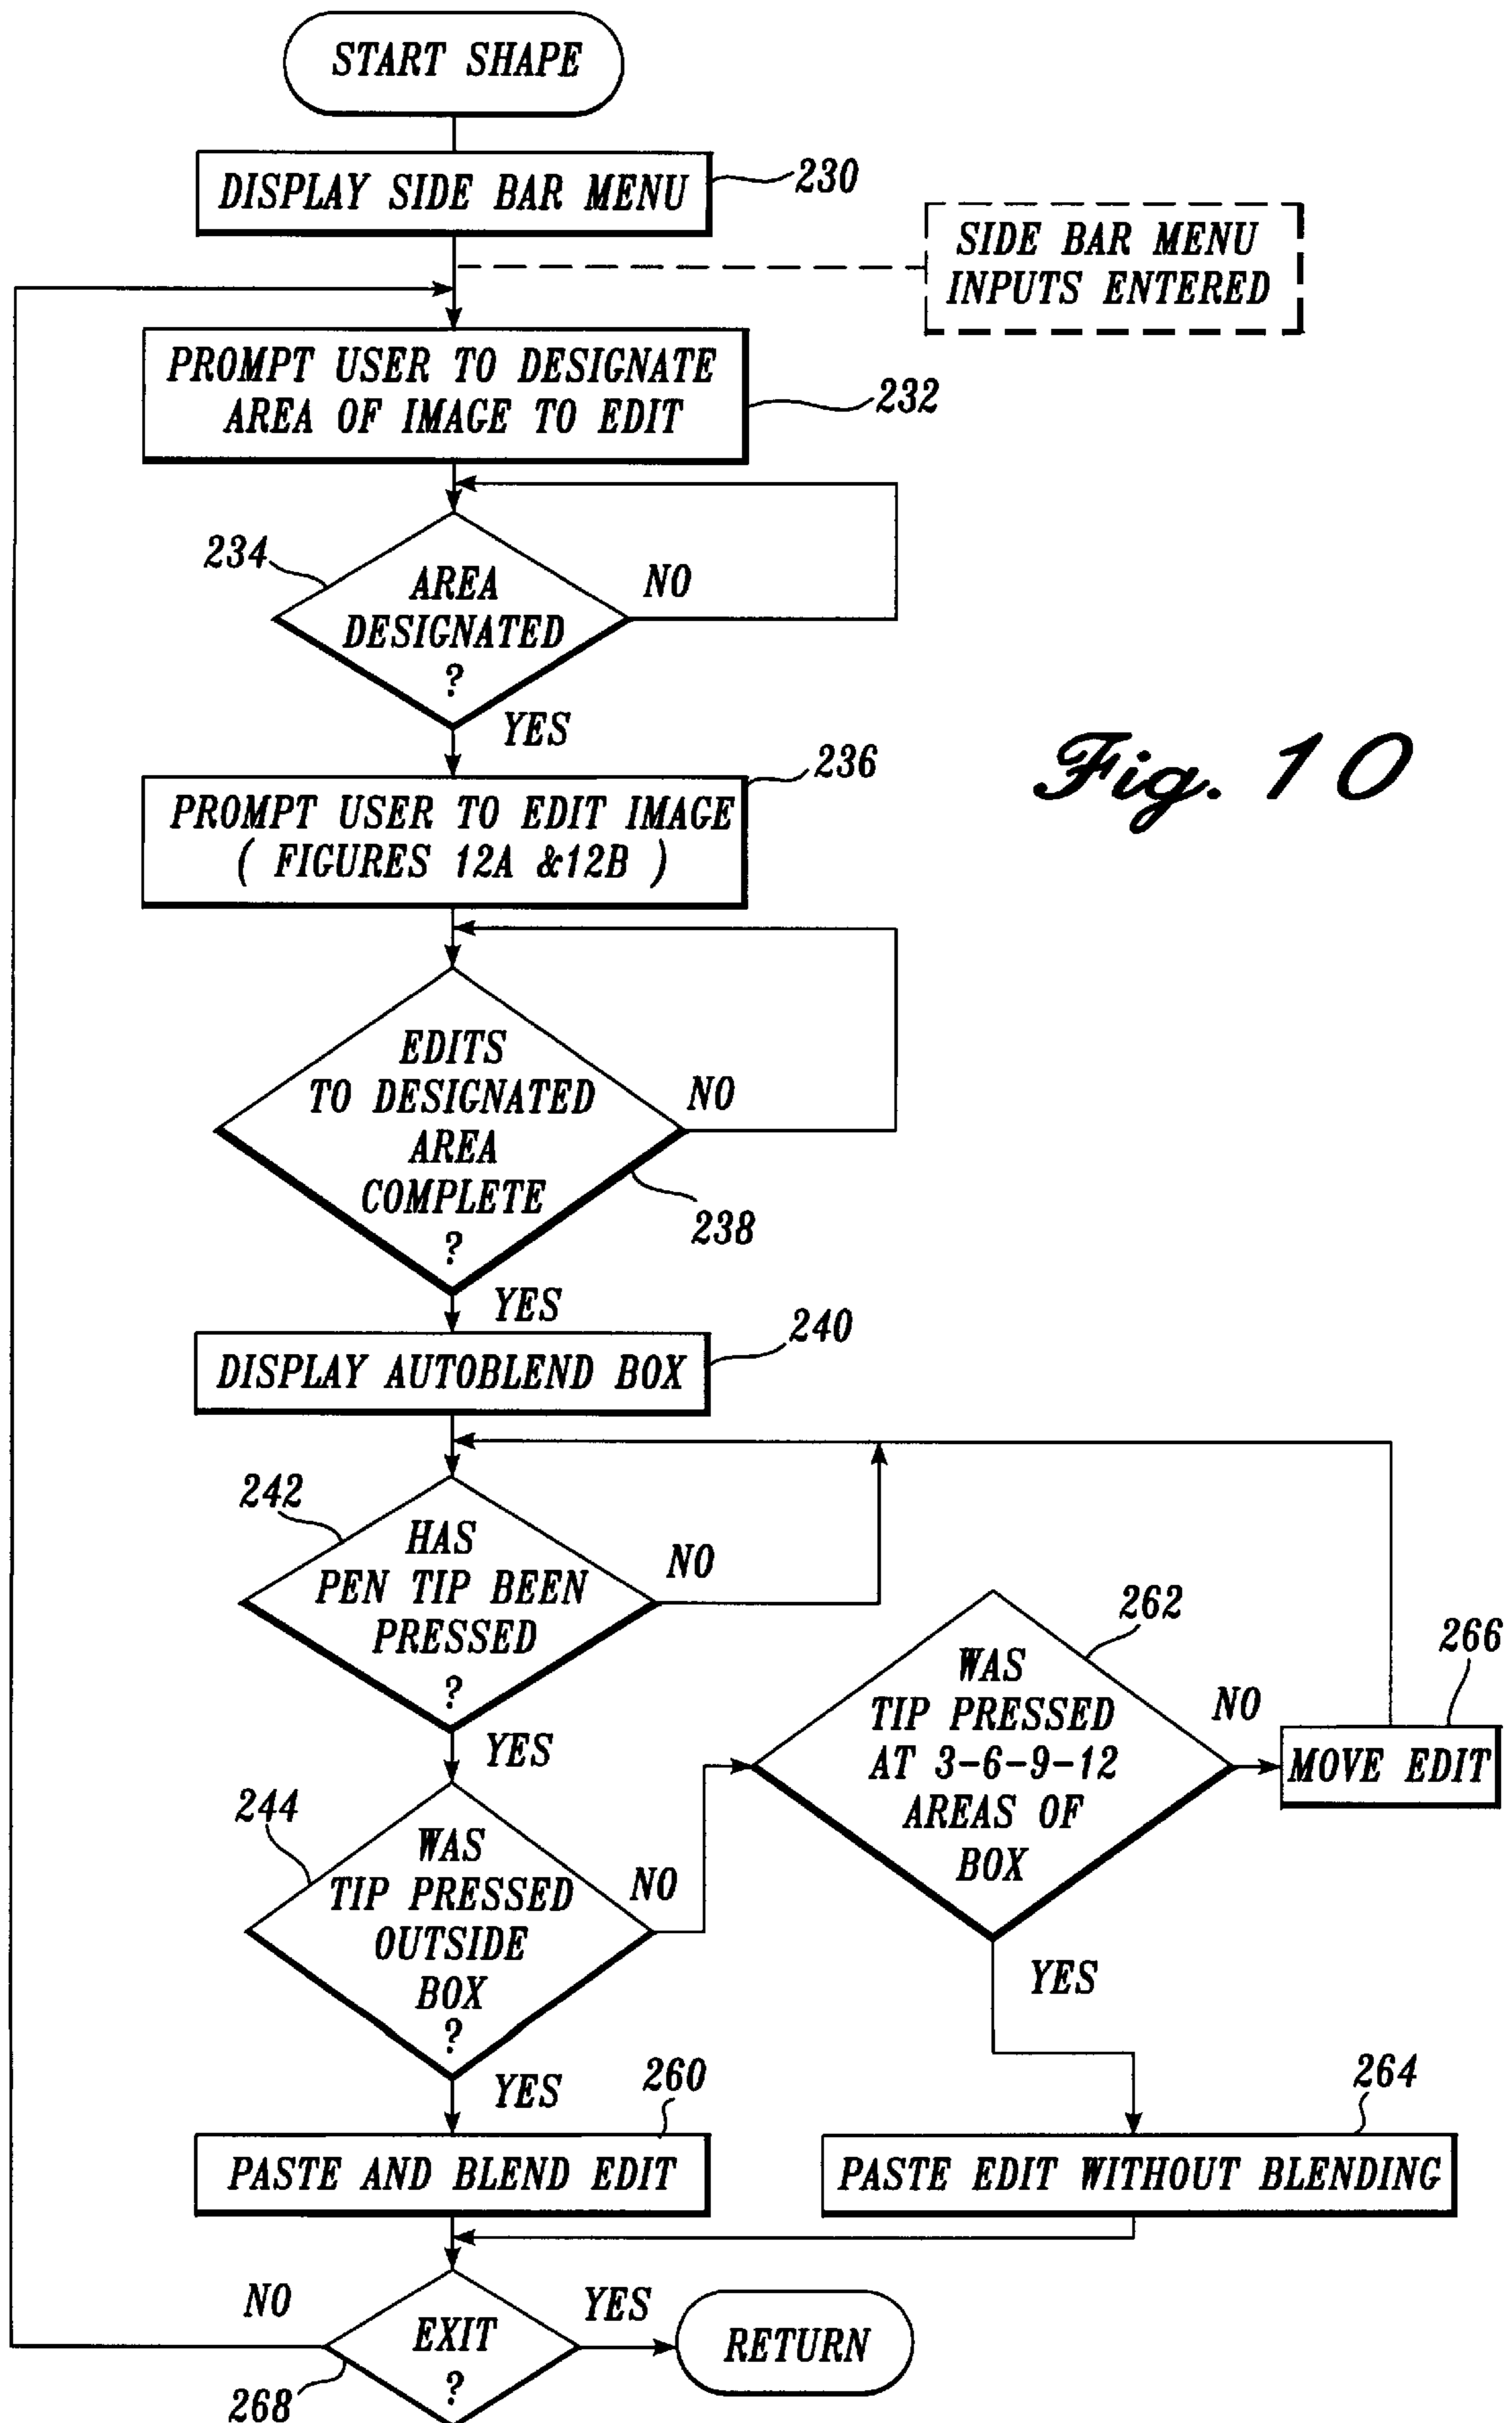 START SHAPE
DISPLAY SIDE BAR MENU
230
SIDE BAR MENU
INPUTS ENTERED
PROMPT USER TO DESIGNATE
AREA OF IMAGE TO EDIT
232
234
AREA
DESIGNATED
?
NO
YES
Fig. 10
236
PROMPT USER TO EDIT IMAGE
( FIGURES 12A &12B )
EDITS
TO DESIGNATED
AREA
COMPLETE
?
NO
238
YES
240
DISPLAY AUTOBLEND BOX
242
HAS
PEN TIP BEEN
PRESSED
?
NO
YES
262
WAS
TIP PRESSED
AT 3-6-9-12
AREAS OF
BOX
NO
266
MOVE EDIT
YES
244
WAS
TIP PRESSED
OUTSIDE
BOX
?
NO
YES
260
PASTE AND BLEND EDIT
264
PASTE EDIT WITHOUT BLENDING
NO
EXIT
?
YES
RETURN
268